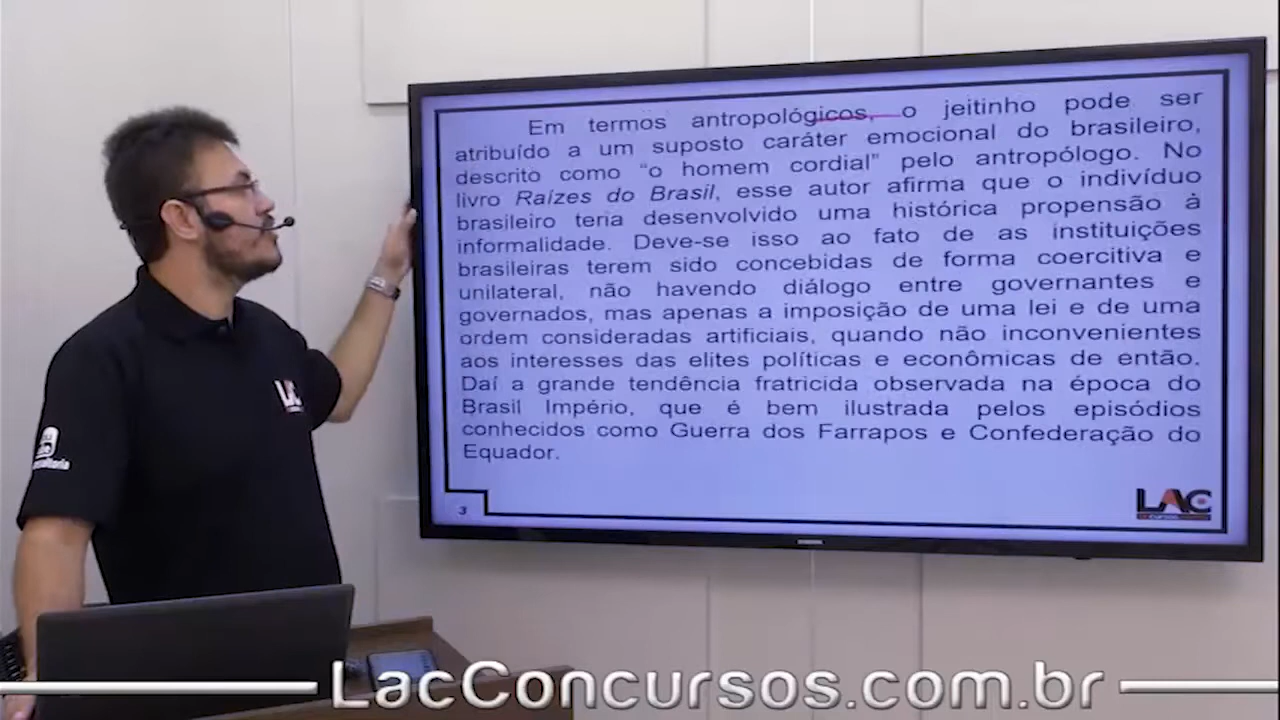 Em termos antropológicos, o jeitinho pode ser
atribuído a um suposto caráter emocional do brasileiro,
descrito como “o homem cordial” pelo antropólogo. No
livro Raízes do Brasil, esse autor afirma que o indivíduo
brasileiro teria desenvolvido uma histórica propensão à
informalidade. Deve-se isso ao fato de as instituições
brasileiras terem sido concebidas de forma coercitiva e
unilateral, não havendo diálogo entre governantes e
governados, mas apenas a imposição de uma lei e de uma
ordem consideradas artificiais, quando não inconvenientes
aos interesses das elites políticas e econômicas de então.
Daí a grande tendência fratricida observada na época do
Brasil Império, que é bem ilustrada pelos episódios
conhecidos como Guerra dos Farrapos e Confederação do
Equador.
3
LAC
CURSOS
LAC
LacConcursos.com.br